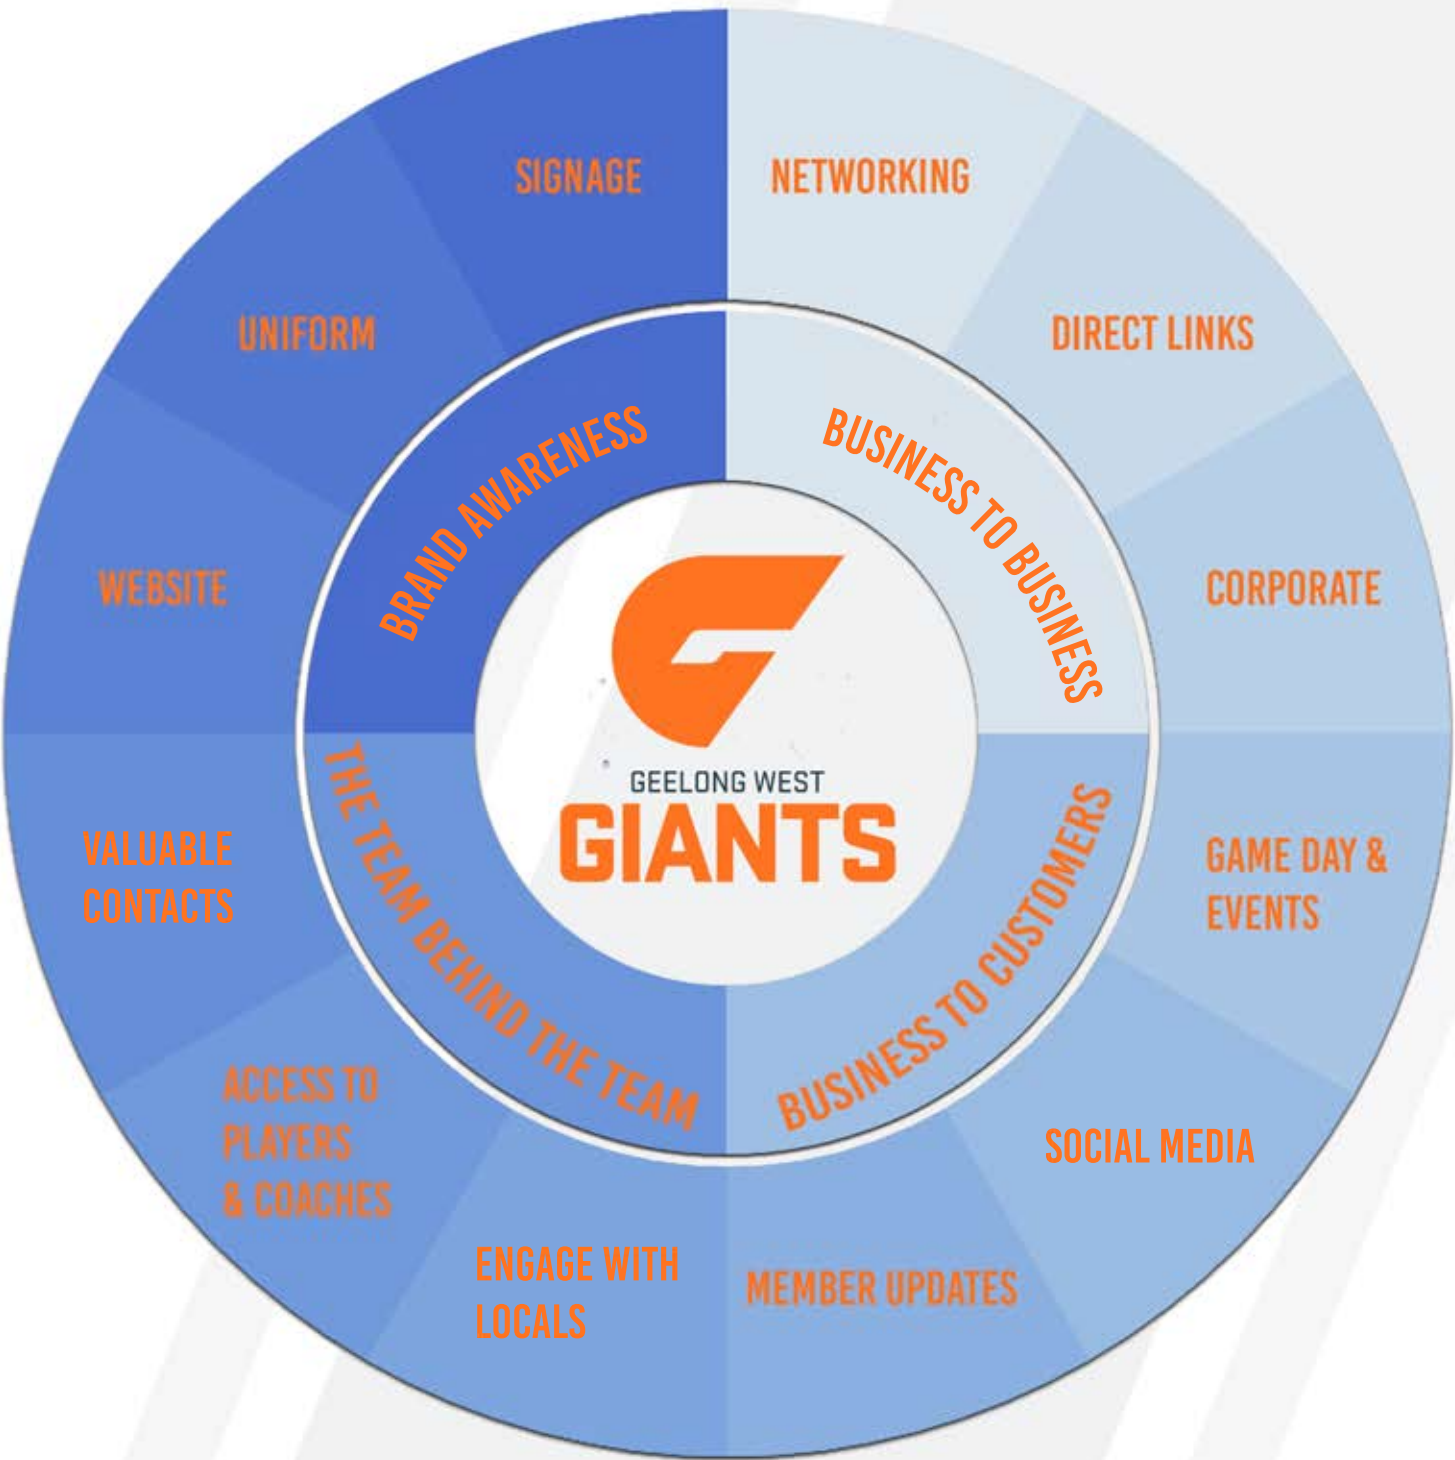 SIGNAGE
NETWORKING
UNIFORM
DIRECT LINKS
BRAND AWARENESS
BUSINESS TO BUSINESS
WEBSITE
CORPORATE
GEELONG WEST
GIANTS
THE TEAM BEHIND THE TEAM
BUSINESS TO CUSTOMERS
VALUABLE
CONTACTS
GAME DAY &
EVENTS
ACCESS TO
PLAYERS
& COACHES
SOCIAL MEDIA
ENGAGE WITH
LOCALS
MEMBER UPDATES